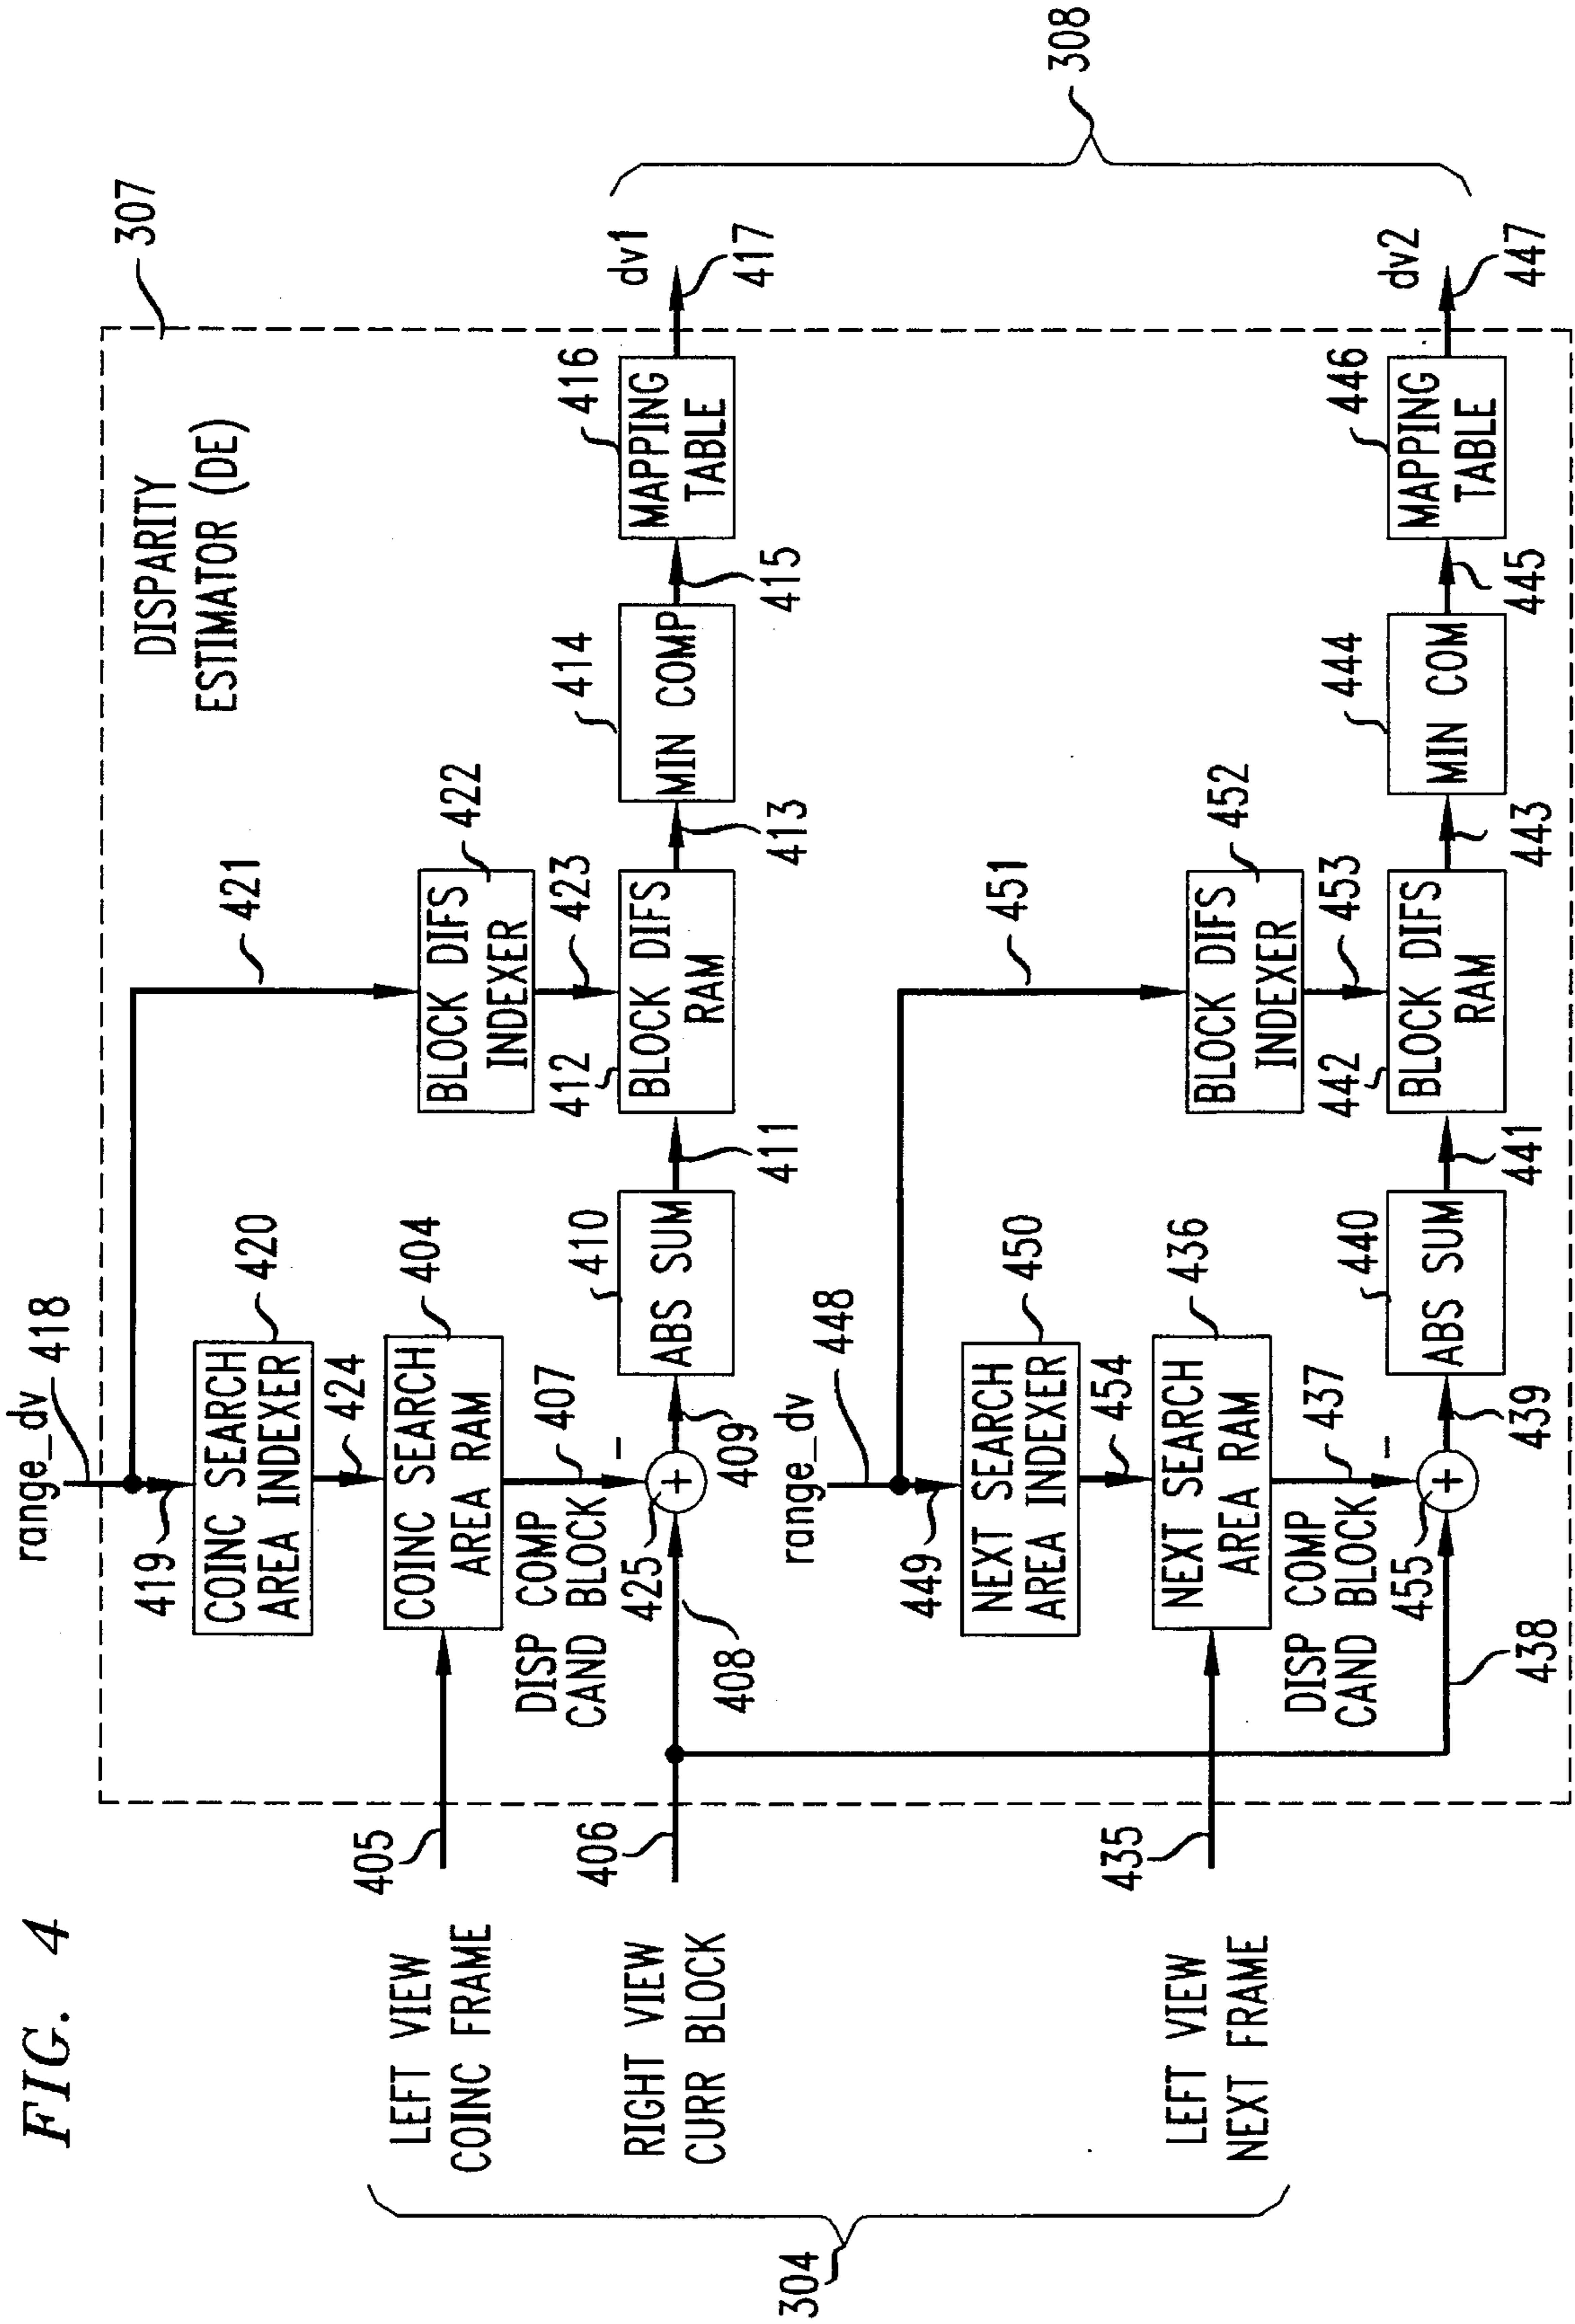 FIG. 4
DISPARITY
ESTIMATOR (DE)
307
range_dv
418
419
421
COINC SEARCH
AREA INDEXER
420
424
COINC SEARCH
AREA RAM
404
LEFT VIEW
COINC FRAME
405
DISP COMP
CAND BLOCK
407
BLOCK DIFS
INDEXER
422
423
RIGHT VIEW
CURR BLOCK
406
408
425
+
−
409
ABS SUM
410
411
BLOCK DIFS
RAM
412
413
MIN COMP
414
415
MAPPING
TABLE
416
dv1
417
304
308
range_dv
448
449
451
NEXT SEARCH
AREA INDEXER
450
454
NEXT SEARCH
AREA RAM
436
LEFT VIEW
NEXT FRAME
435
DISP COMP
CAND BLOCK
437
BLOCK DIFS
INDEXER
452
453
438
455
+
−
439
ABS SUM
440
441
BLOCK DIFS
RAM
442
443
MIN COM
444
445
MAPPING
TABLE
446
dv2
447